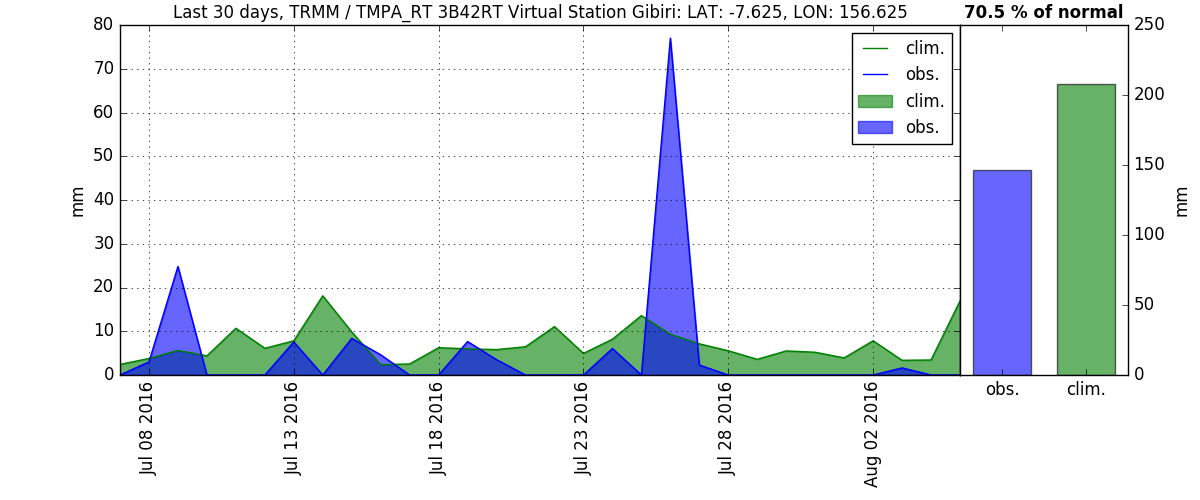 Last 30 days, TRMM / TMPA_RT 3B42RT Virtual Station Gibiri: LAT: -7.625, LON: 156.625
70.5 % of normal
80
70
60
50
40
30
20
10
0
mm
clim.
obs.
clim.
obs.
Jul 08 2016
Jul 13 2016
Jul 18 2016
Jul 23 2016
Jul 28 2016
Aug 02 2016
250
200
150
100
50
0
mm
obs.
clim.